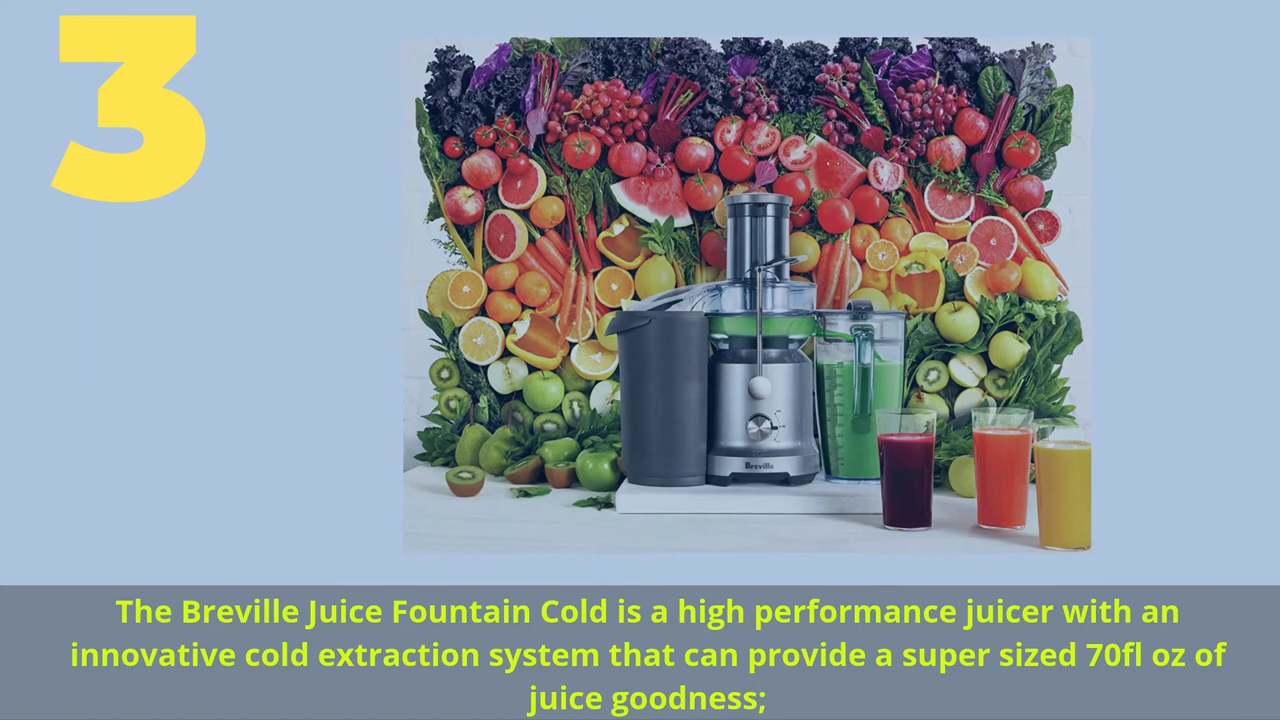 3
Breville
The Breville Juice Fountain Cold is a high performance juicer with an
innovative cold extraction system that can provide a super sized 70fl oz of
juice goodness;